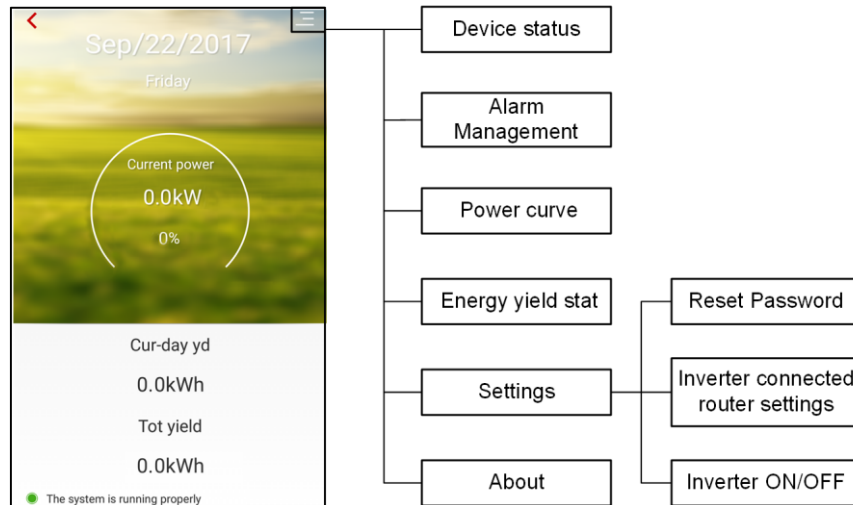 Sep/22/2017
Friday
Current power
0.0kW
0%
Cur-day yd
0.0kWh
Tot yield
0.0kWh
The system is running properly
Device status
Alarm
Management
Power curve
Energy yield stat
Settings
About
Reset Password
Inverter connected
router settings
Inverter ON/OFF